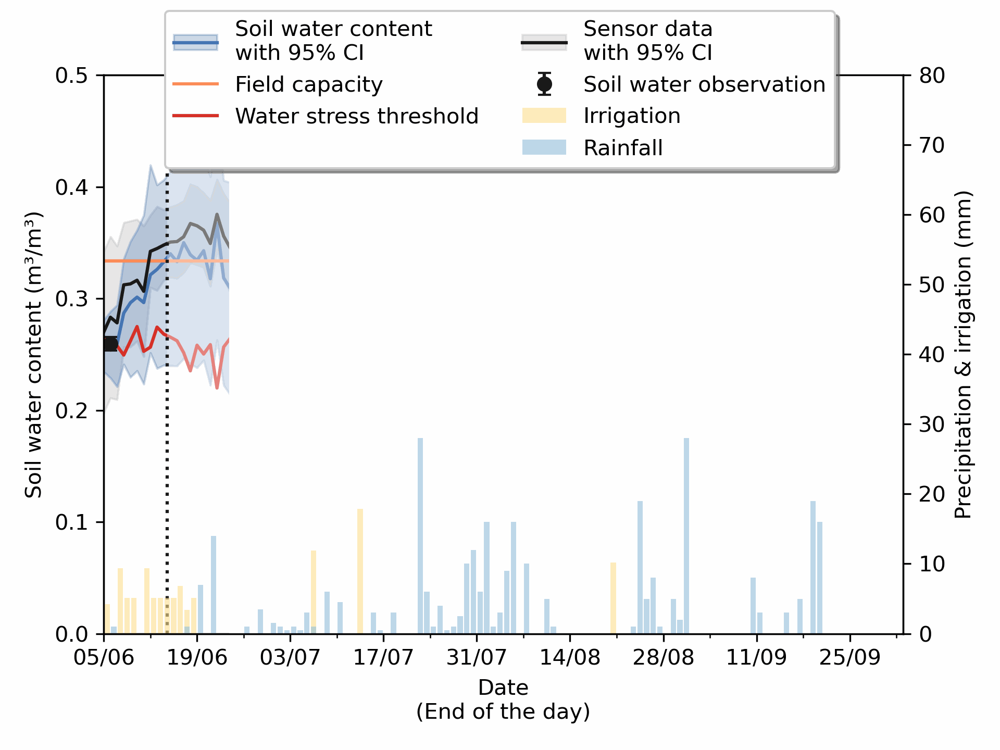 Soil water content
with 95% CI
Field capacity
Water stress threshold
Sensor data
with 95% CI
Soil water observation
Irrigation
Rainfall
0.5
0.4
0.3
0.2
0.1
0.0
Soil water content (m³/m³)
80
70
60
50
40
30
20
10
0
Precipitation & irrigation (mm)
05/06
19/06
03/07
17/07
31/07
14/08
28/08
11/09
25/09
Date
(End of the day)